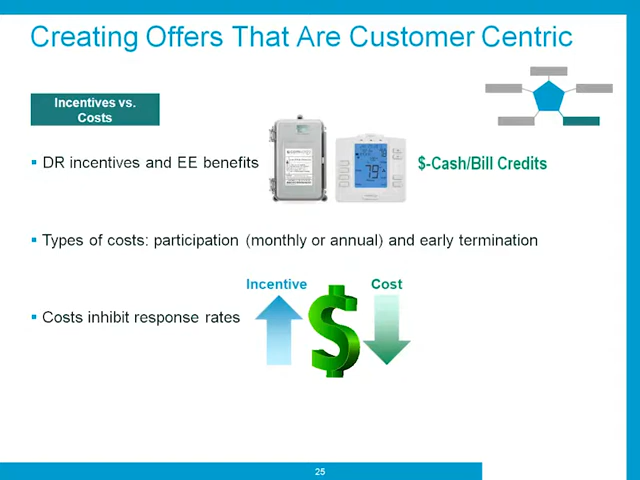 Creating Offers That Are Customer Centric
Incentives vs.
Costs
DR incentives and EE benefits
79
$-Cash/Bill Credits
Types of costs: participation (monthly or annual) and early termination
Incentive
Cost
Costs inhibit response rates
$
25